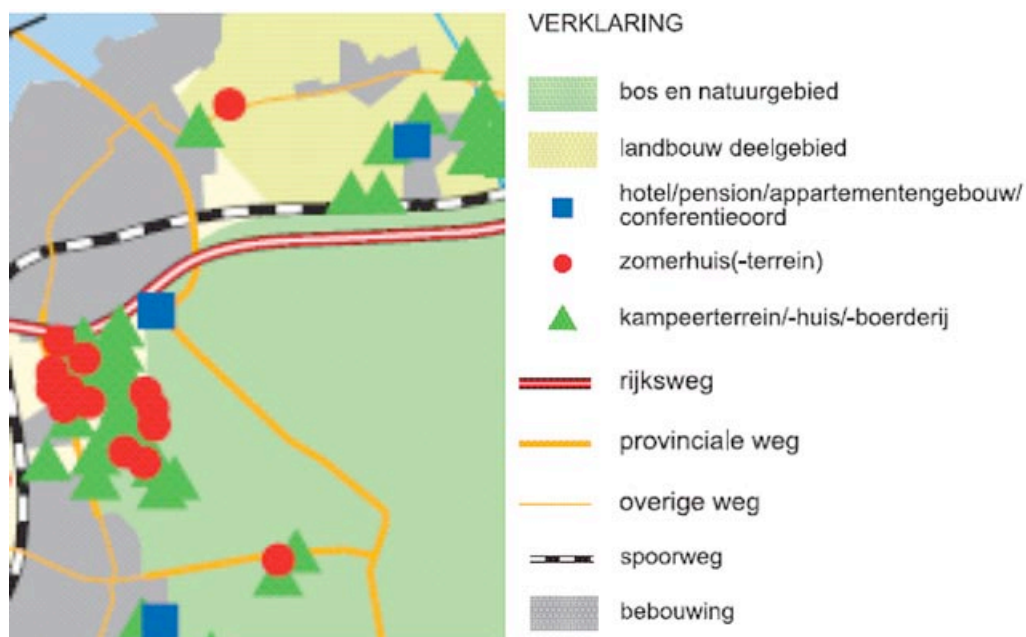 VERKLARING
bos en natuurgebied
landbouw deelgebied
hotel/pension/appartementengebouw/
conferentieoord
zomerhuis(-terrein)
kampeerterrein/-huis/-boerderij
rijksweg
provinciale weg
overige weg
spoorweg
bebouwing